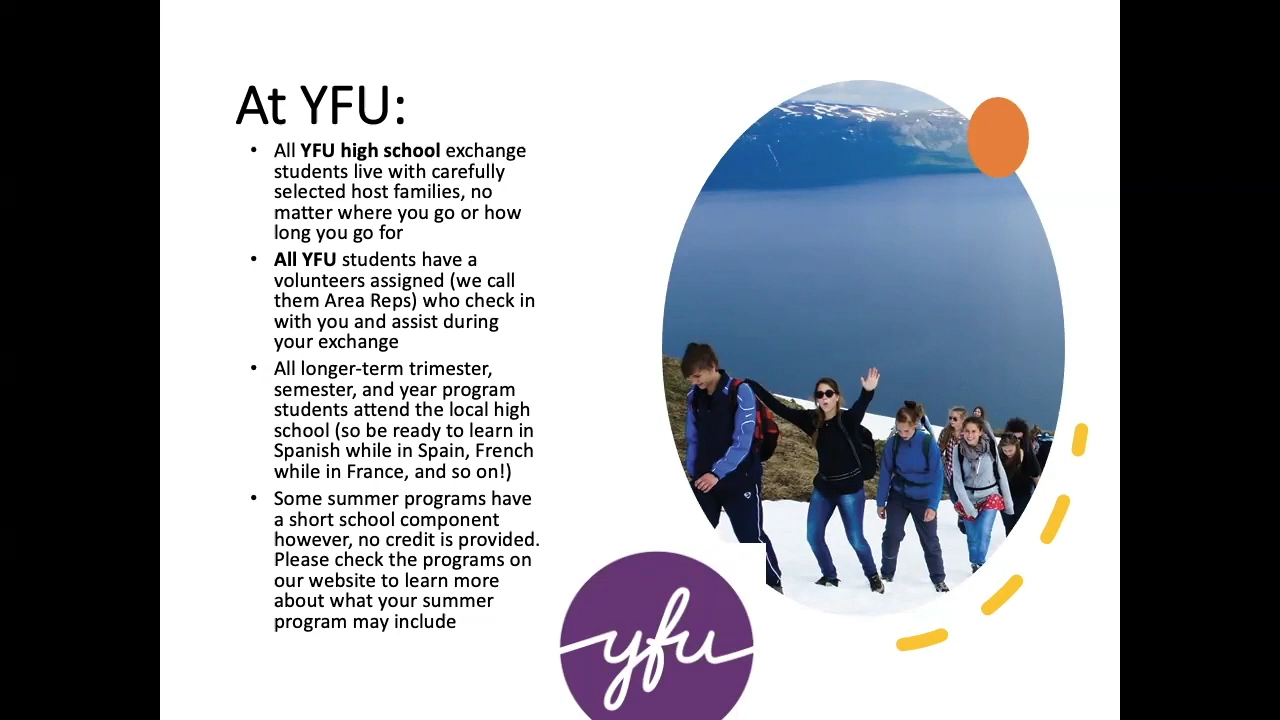 At YFU:
• All YFU high school exchange
students live with carefully
selected host families, no
matter where you go or how
long you go for
• All YFU students have a
volunteers assigned (we call
them Area Reps) who check in
with you and assist during
your exchange
• All longer-term trimester,
semester, and year program
students attend the local high
school (so be ready to learn in
Spanish while in Spain, French
while in France, and so on!)
• Some summer programs have
a short school component
however, no credit is provided.
Please check the programs on
our website to learn more
about what your summer
program may include
yfu